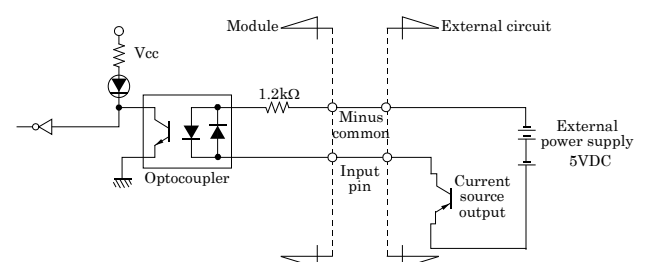 Module
External circuit
Vcc
1.2kΩ
Minus
common
External
power supply
5VDC
Input
pin
Optocoupler
Current
source
output